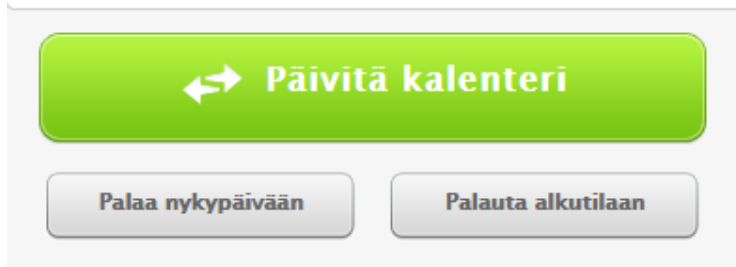 Päivitä kalenteri
Palaa nykypäivään
Palauta alkutilaan